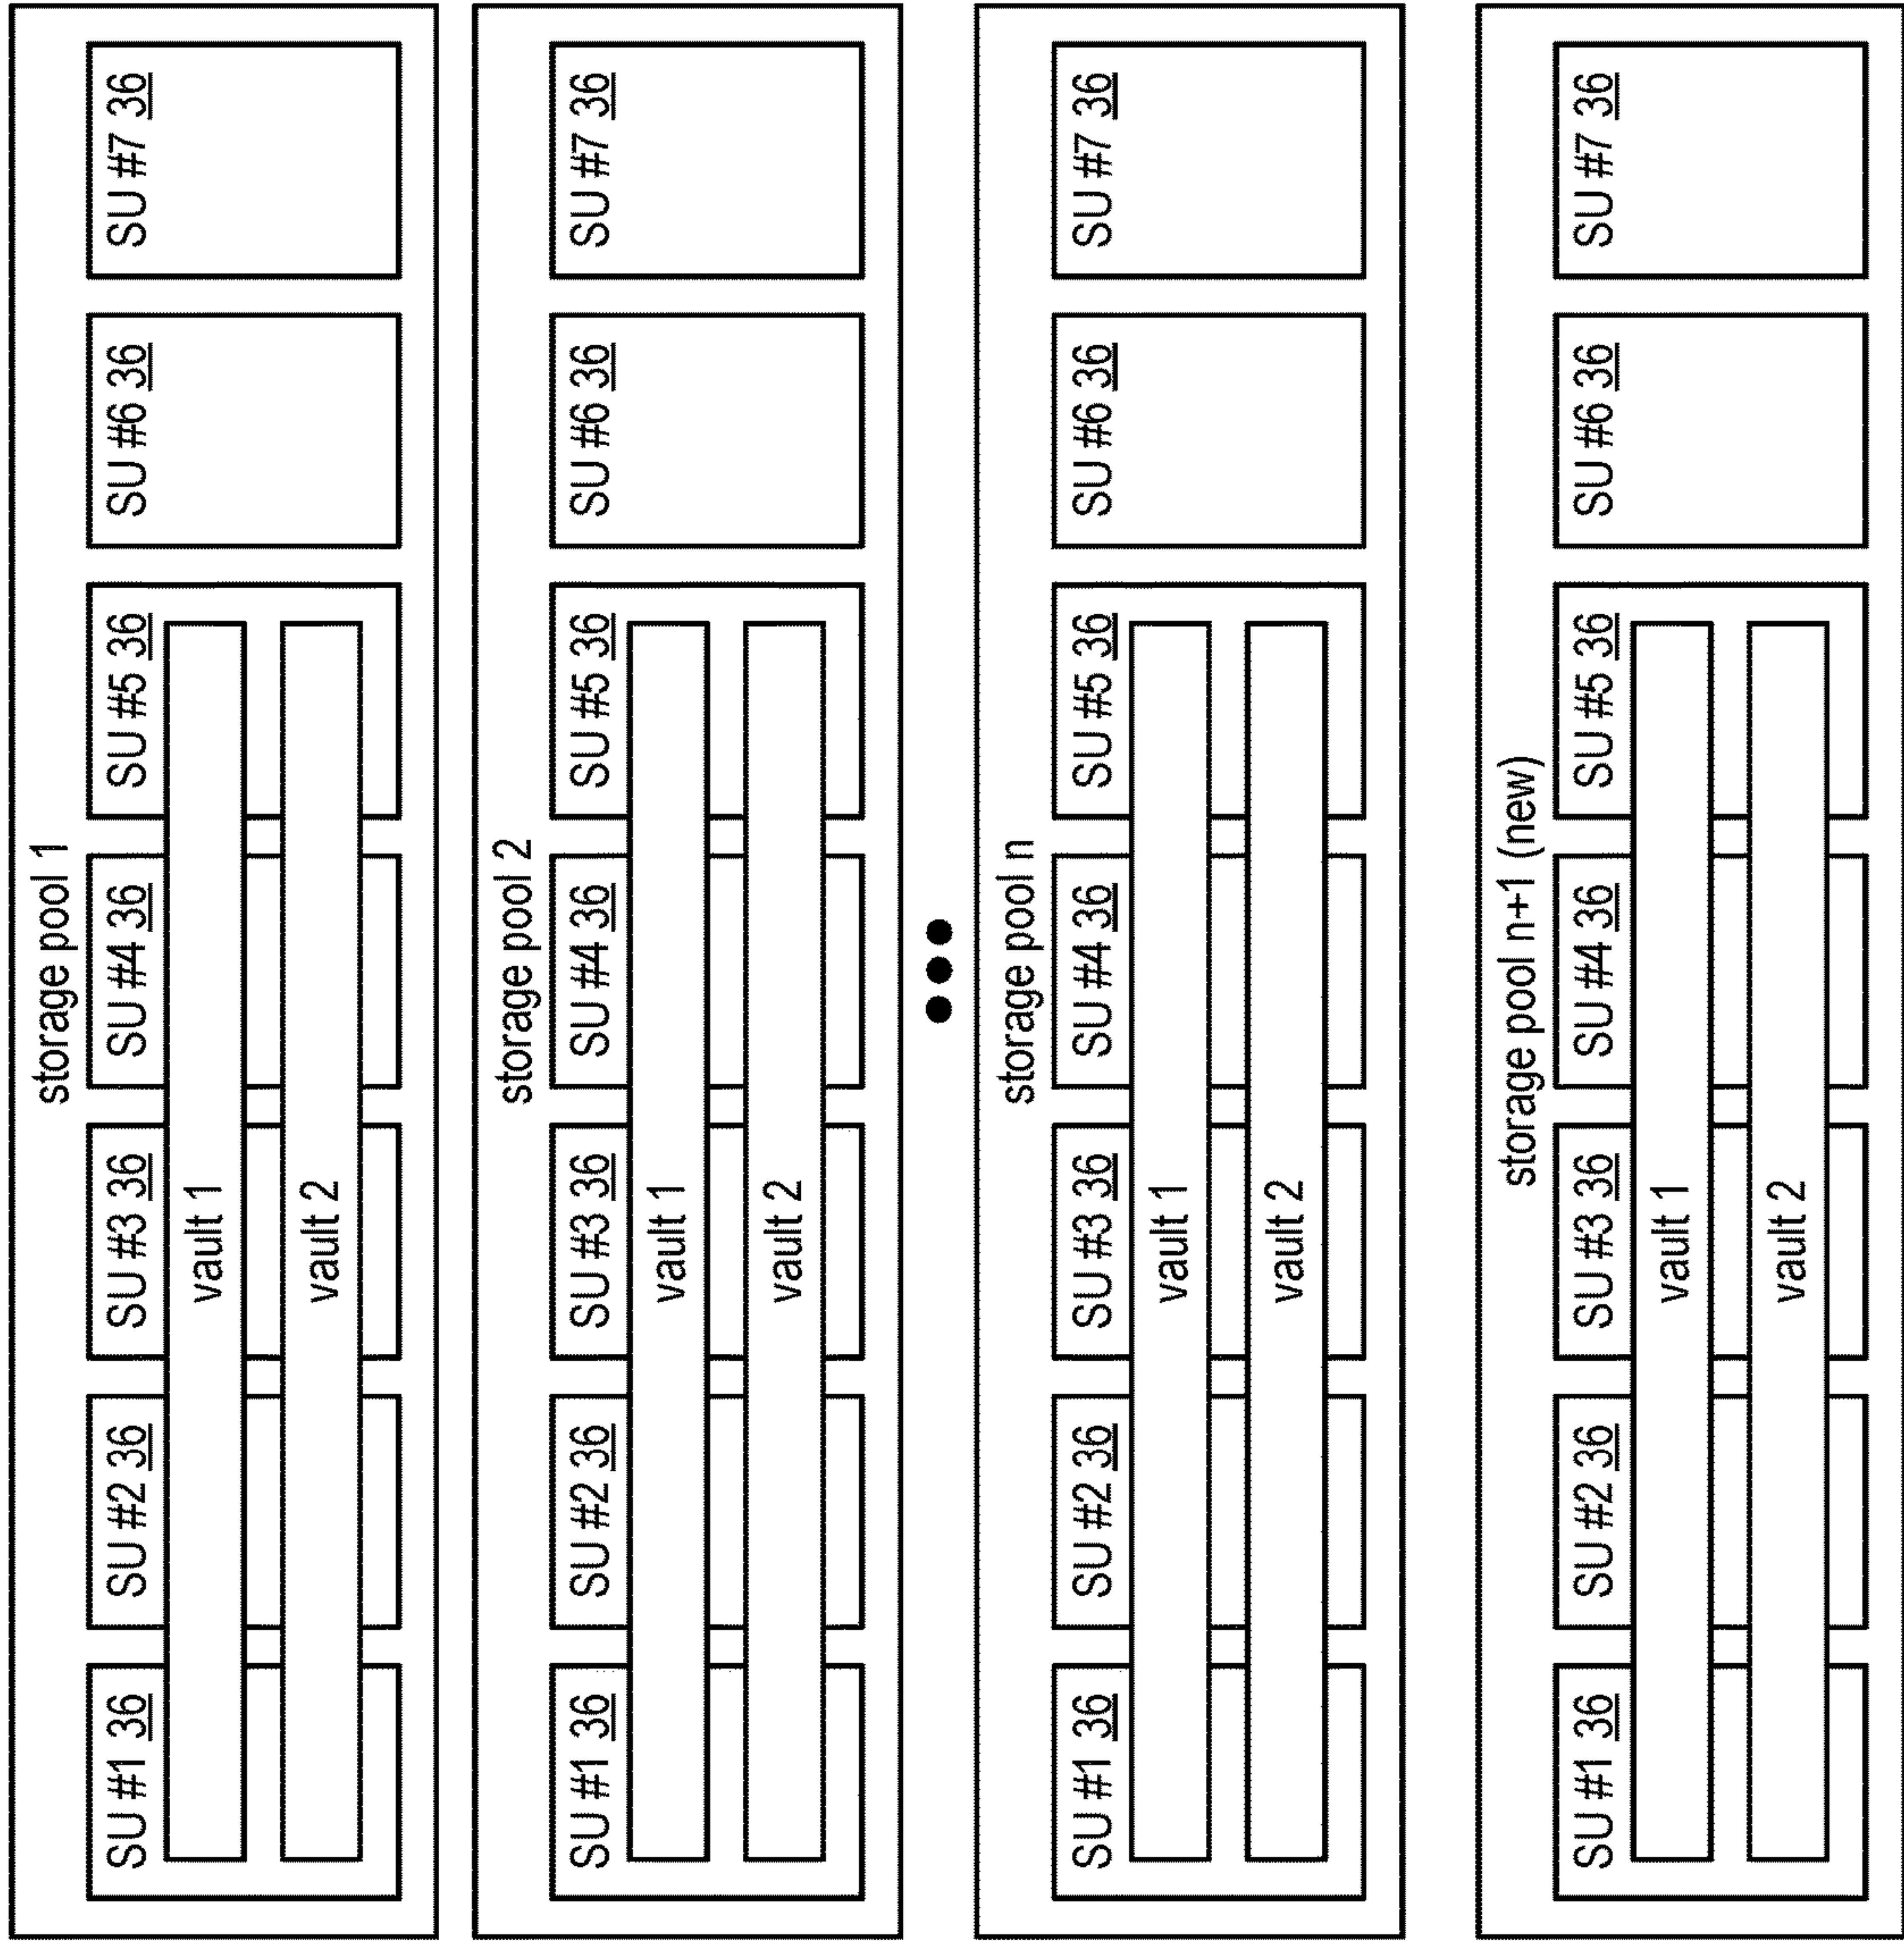 storage pool 1
SU #1 36 SU #2 36 SU #3 36 SU #4 36 SU #5 36 SU #6 36 SU #7 36
vault 1
vault 2
storage pool 2
SU #1 36 SU #2 36 SU #3 36 SU #4 36 SU #5 36 SU #6 36 SU #7 36
vault 1
vault 2
storage pool n
SU #1 36 SU #2 36 SU #3 36 SU #4 36 SU #5 36 SU #6 36 SU #7 36
vault 1
vault 2
storage pool n+1 (new)
SU #1 36 SU #2 36 SU #3 36 SU #4 36 SU #5 36 SU #6 36 SU #7 36
vault 1
vault 2